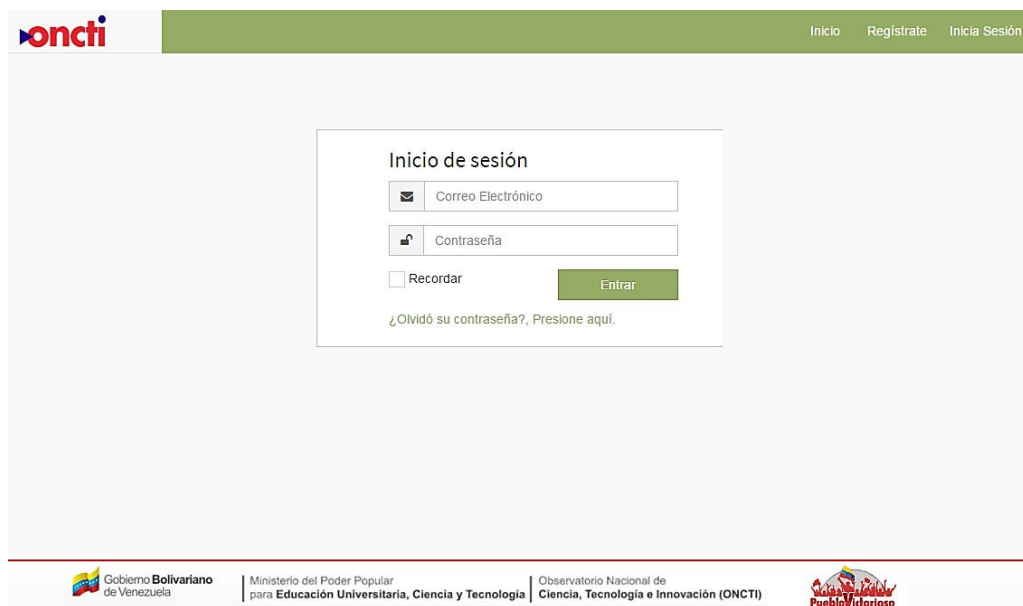 oncti
Inicio Regístrate Inicia Sesión
Inicio de sesión
Correo Electrónico
Contraseña
Recordar
Entrar
¿Olvidó su contraseña?, Presione aquí.
Gobierno Bolivariano
de Venezuela
Ministerio del Poder Popular
para Educación Universitaria, Ciencia y Tecnología
Observatorio Nacional de
Ciencia, Tecnología e Innovación (ONCTI)
PuebloVictorioso